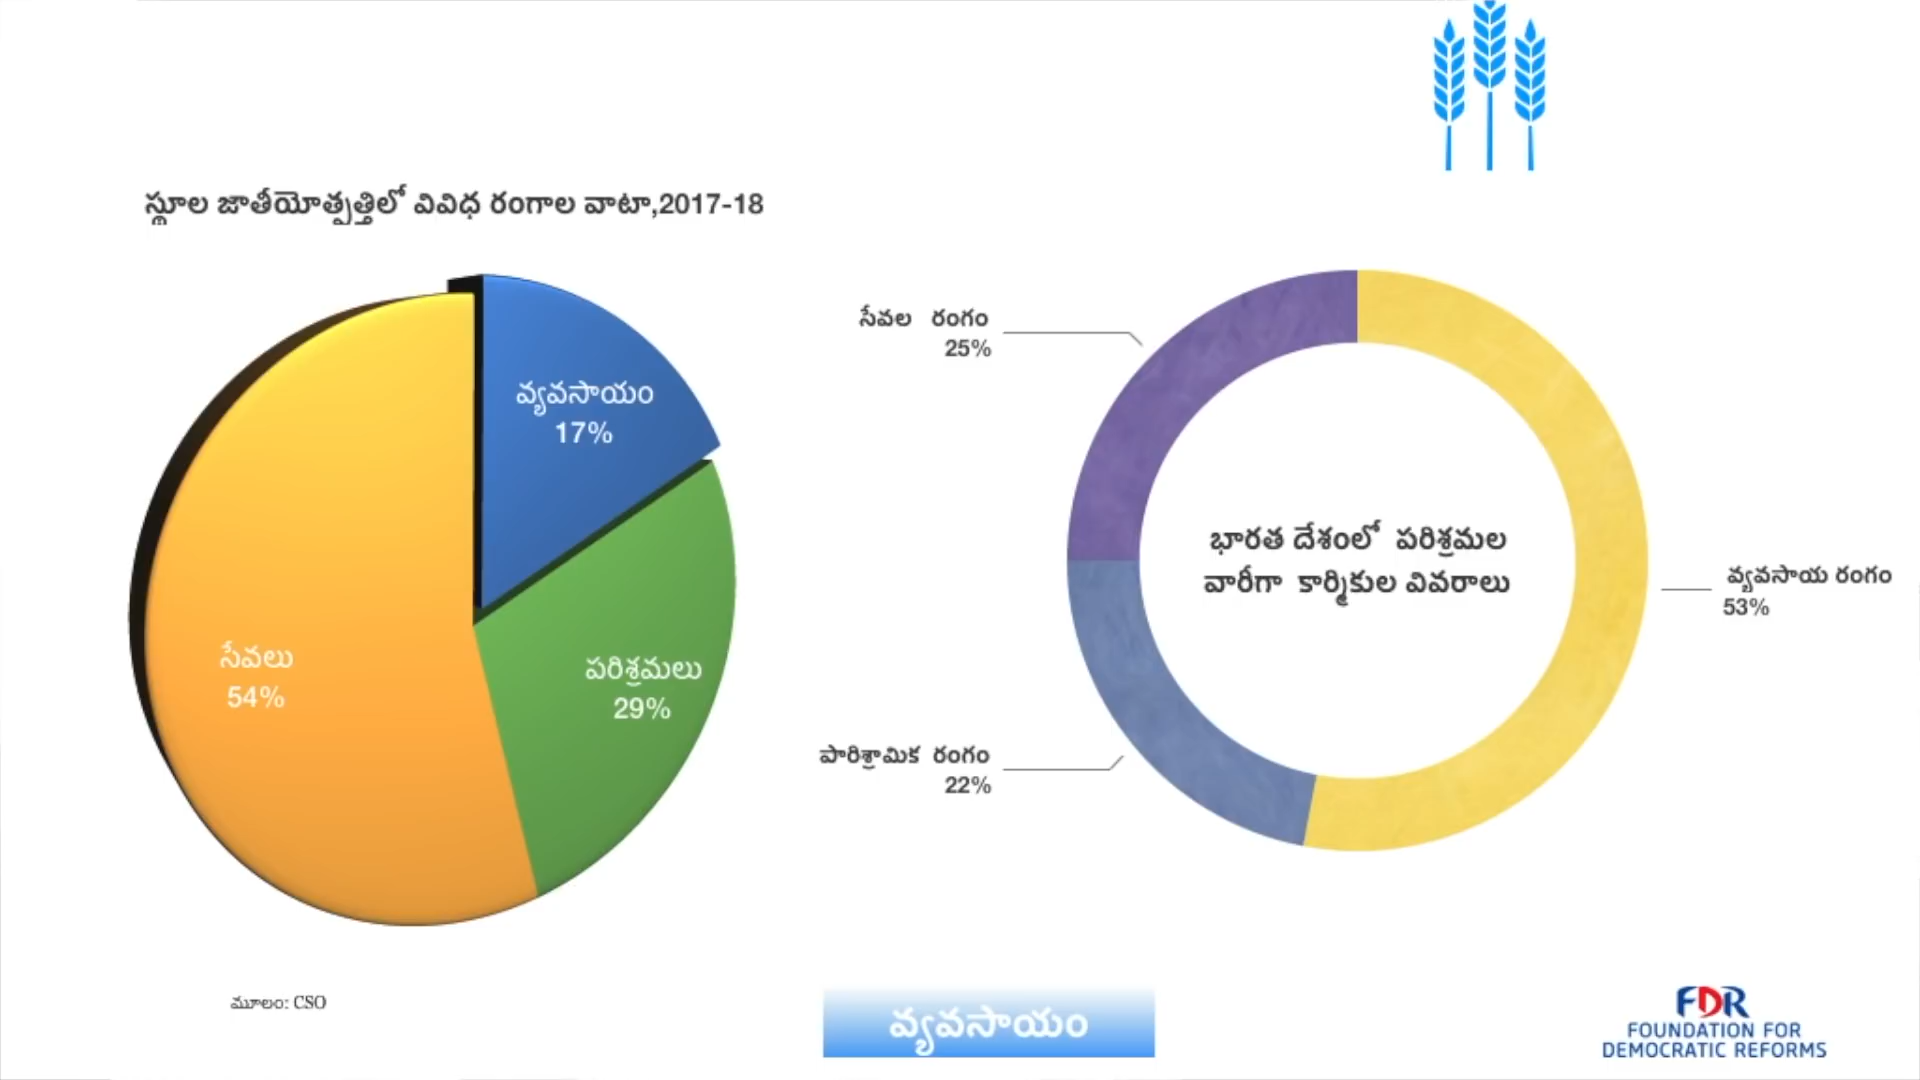 స్థూల జాతీయోత్పత్తిలో వివిధ రంగాల వాటా,2017-18
వ్యవసాయం
17%
సేవలు
54%
పరిశ్రమలు
29%
సేవల రంగం
25%
భారత దేశంలో పరిశ్రమల
వారీగా కార్మికుల వివరాలు
వ్యవసాయ రంగం
53%
పారిశ్రామిక రంగం
22%
మూలం: CSO
వ్యవసాయం
FDR
FOUNDATION FOR
DEMOCRATIC REFORMS